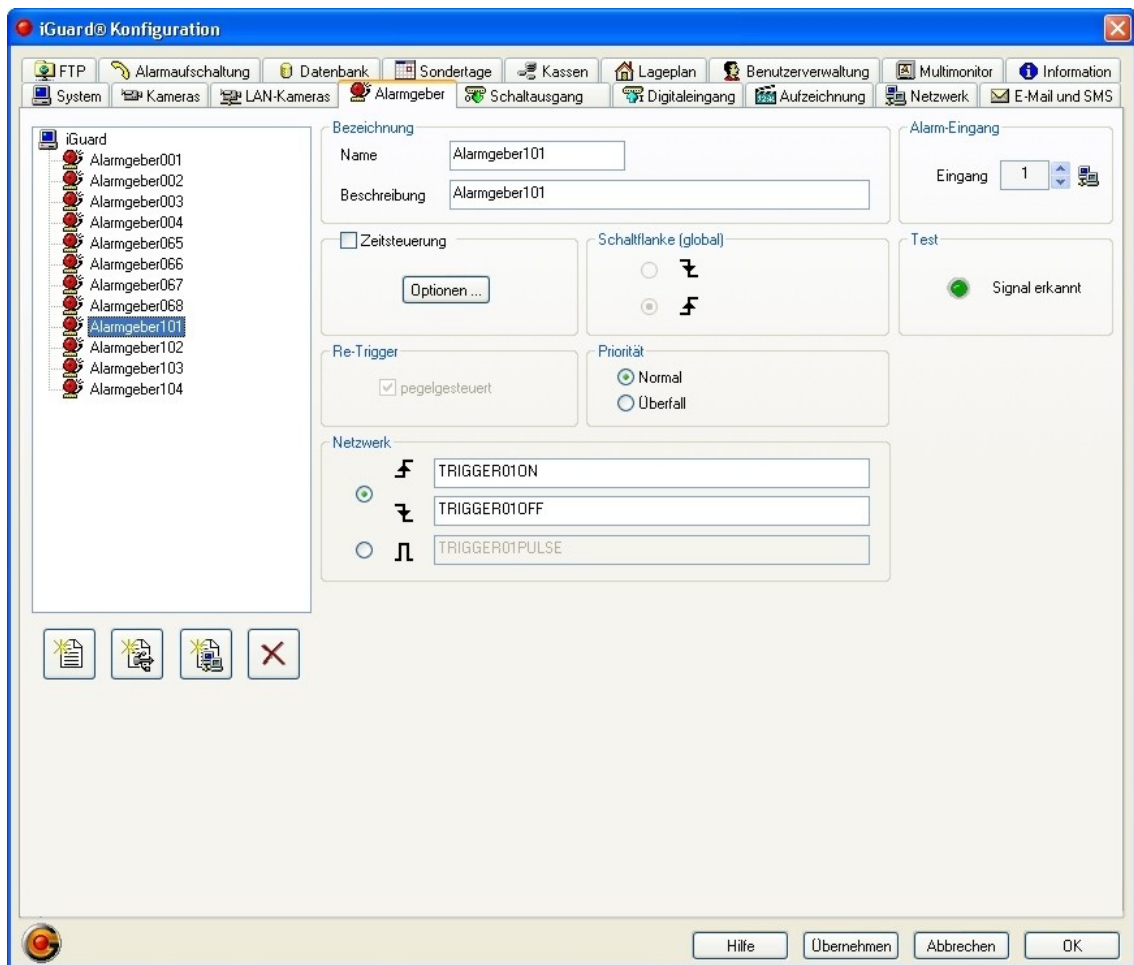 iGuard® Konfiguration
FTP
Alarmaufschaltung
Datenbank
Sondertage
Kassen
Lageplan
Benutzerverwaltung
Multimonitor
Information
System
Kameras
LAN-Kameras
Alarmgeber
Schaltausgang
Digitaleingang
Aufzeichnung
Netzwerk
E-Mail und SMS
iGuard
Alarmgeber001
Alarmgeber002
Alarmgeber003
Alarmgeber004
Alarmgeber065
Alarmgeber066
Alarmgeber067
Alarmgeber068
Alarmgeber101
Alarmgeber102
Alarmgeber103
Alarmgeber104
Bezeichnung
Name
Alarmgeber101
Beschreibung
Alarmgeber101
Alarm-Eingang
Eingang
1
Zeitsteuerung
Optionen ...
Schaltflanke (global)
Test
Signal erkannt
Re-Trigger
pegelgesteuert
Priorität
Normal
Überfall
Netzwerk
TRIGGER01ON
TRIGGER01OFF
TRIGGER01PULSE
Hilfe
Übernehmen
Abbrechen
OK